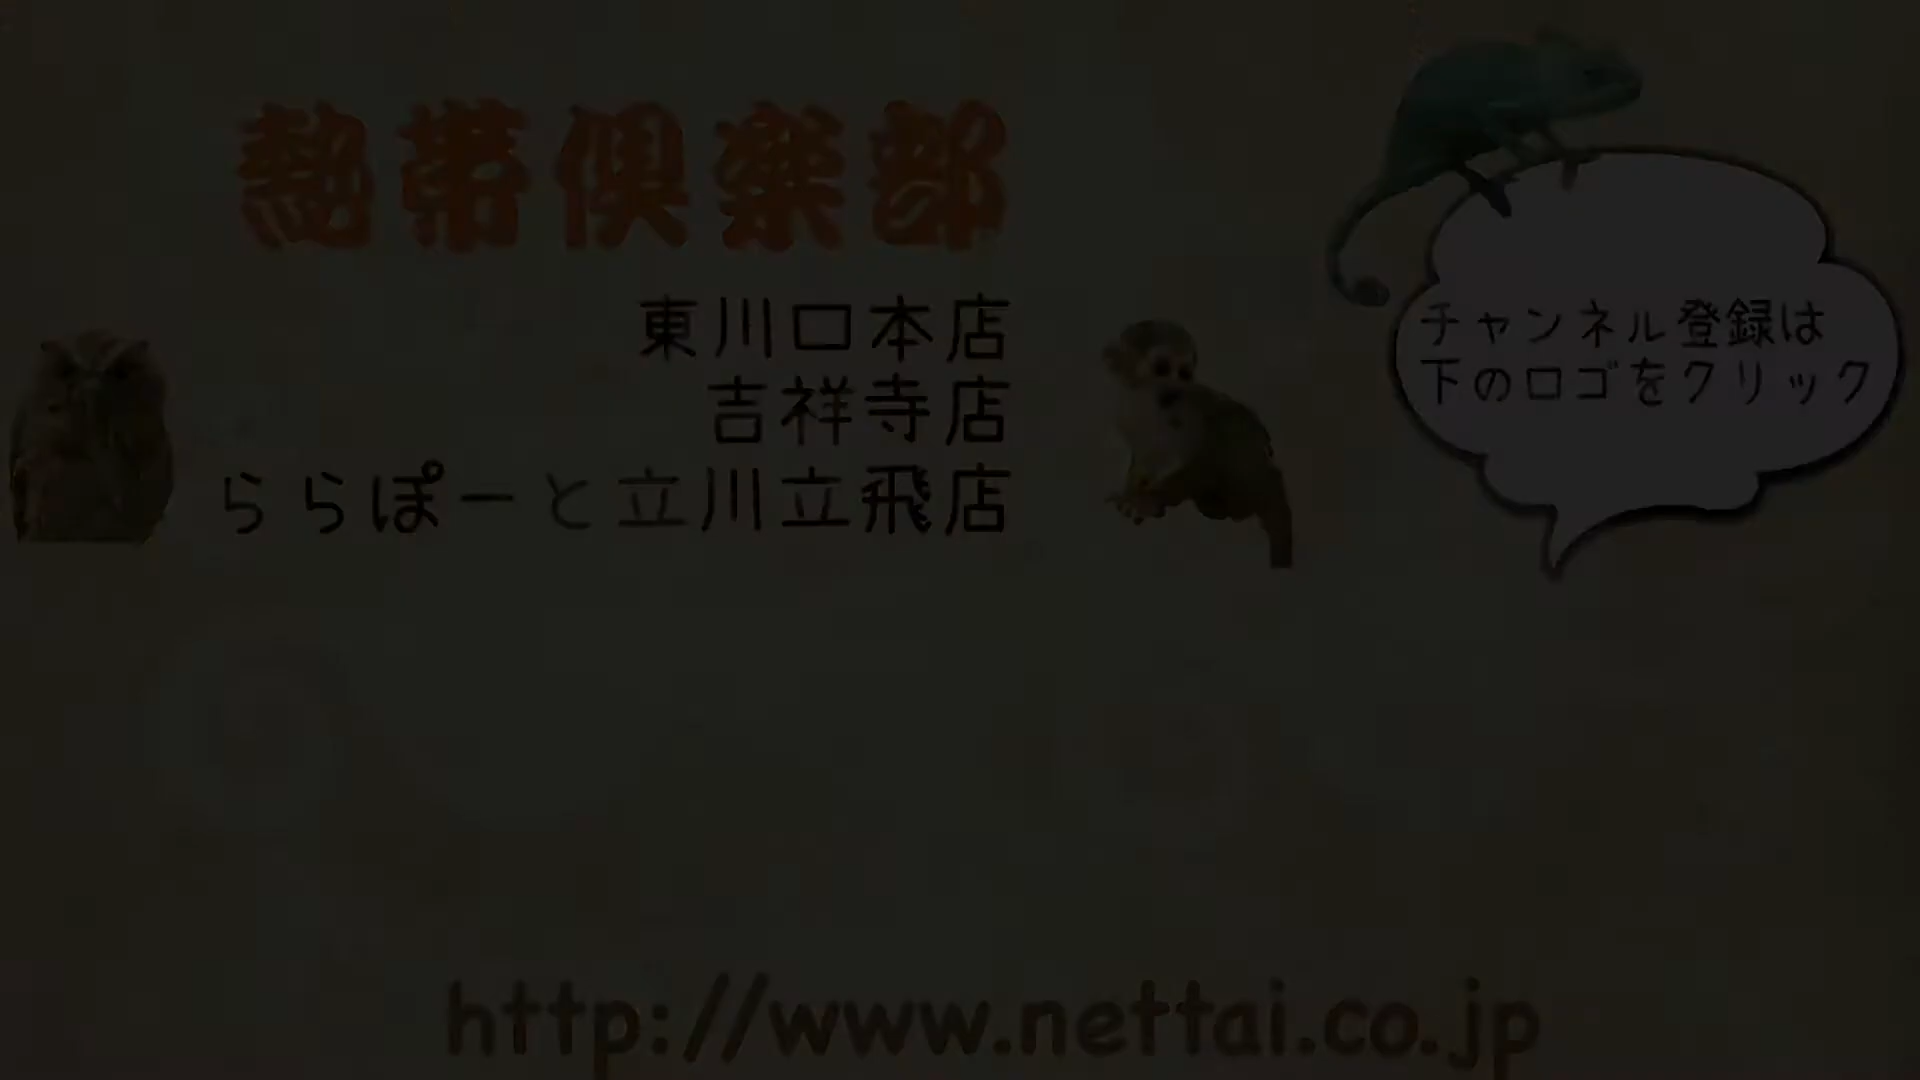 熱帯倶楽部
東川口本店
吉祥寺店
ららぽーと立川立飛店
チャンネル登録は
下のロゴをクリック
http://www.nettai.co.jp